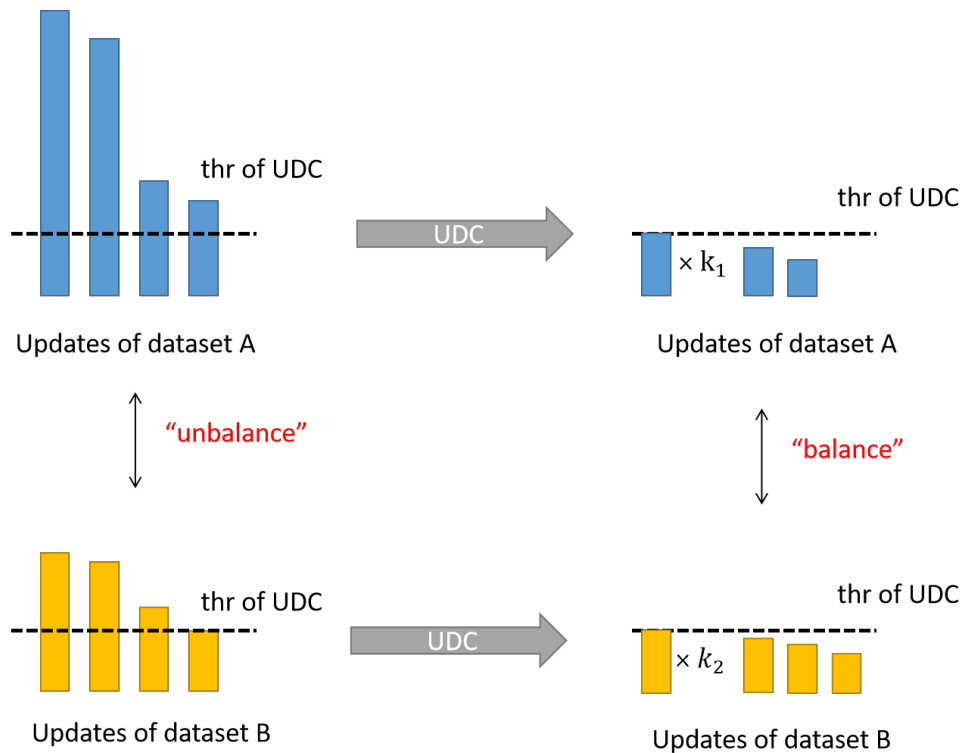 thr of UDC
thr of UDC
UDC
× k₁
Updates of dataset A
Updates of dataset A
“unbalance”
“balance”
thr of UDC
thr of UDC
UDC
× k₂
Updates of dataset B
Updates of dataset B